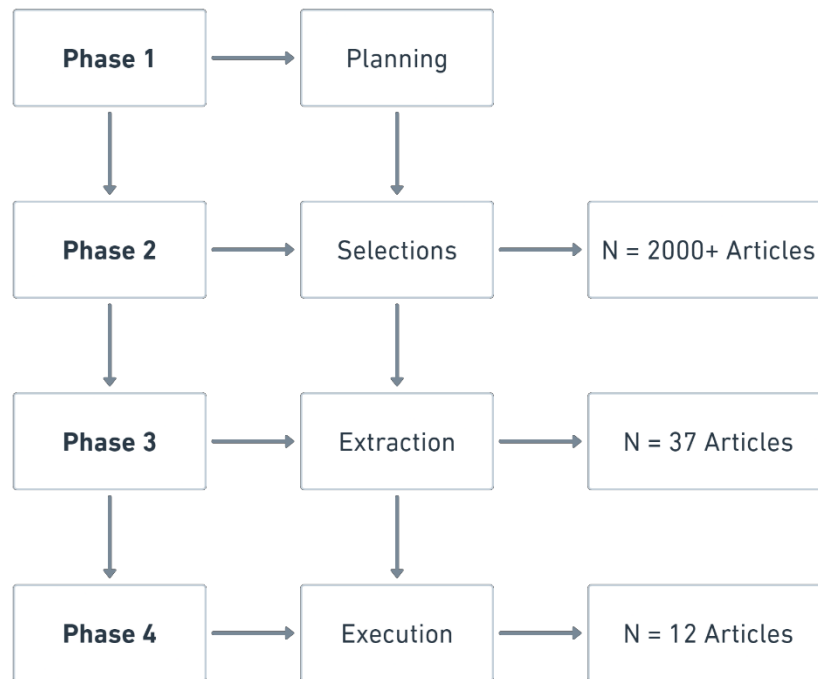 Phase 1
Planning
Phase 2
Selections
N = 2000+ Articles
Phase 3
Extraction
N = 37 Articles
Phase 4
Execution
N = 12 Articles